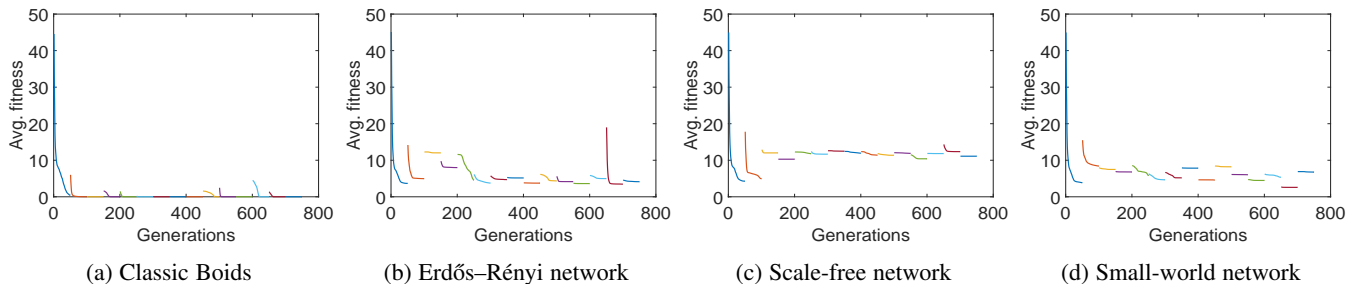 50
40
30
20
10
0
Avg. fitness
0 200 400 600 800
Generations
(a) Classic Boids
50
40
30
20
10
0
Avg. fitness
0 200 400 600 800
Generations
(b) Erdős–Rényi network
50
40
30
20
10
0
Avg. fitness
0 200 400 600 800
Generations
(c) Scale-free network
50
40
30
20
10
0
Avg. fitness
0 200 400 600 800
Generations
(d) Small-world network